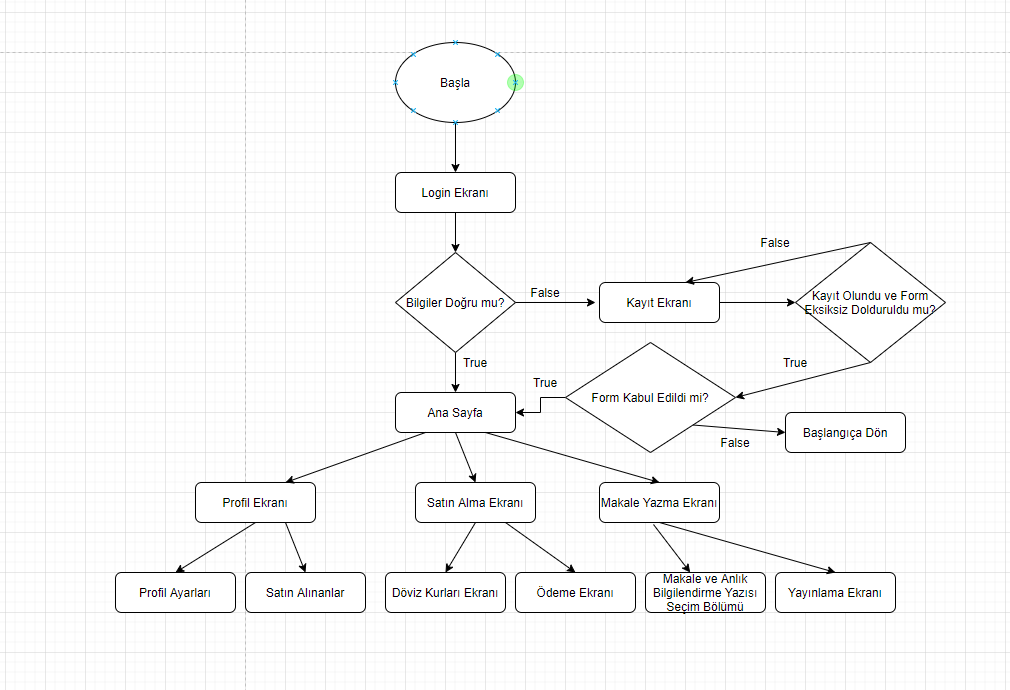 Başla
Login Ekranı
False
Bilgiler Doğru mu?
False
Kayıt Ekranı
Kayıt Olundu ve Form
Eksiksiz Dolduruldu mu?
True
True
True
Form Kabul Edildi mi?
Ana Sayfa
Başlangıça Dön
False
Profil Ekranı
Satın Alma Ekranı
Makale Yazma Ekranı
Profil Ayarları
Satın Alınanlar
Döviz Kurları Ekranı
Ödeme Ekranı
Makale ve Anlık
Bilgilendirme Yazısı
Seçim Bölümü
Yayınlama Ekranı